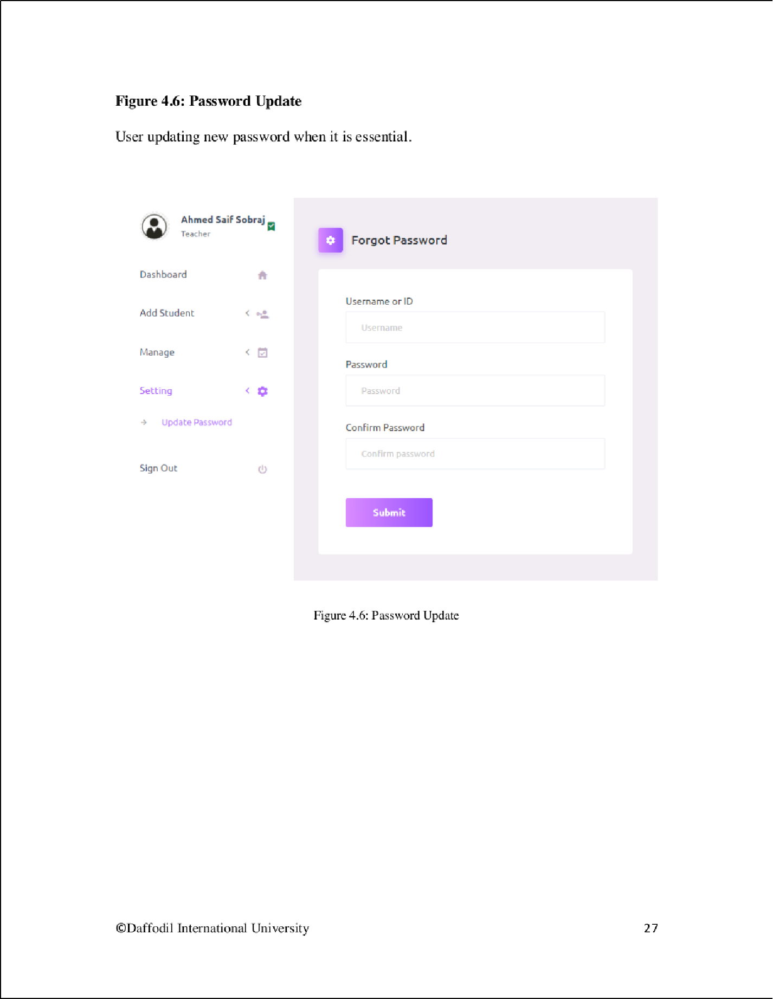 Figure 4.6: Password Update
User updating new password when it is essential.
Ahmed Saif Sobraj
Teacher
Dashboard
Add Student
Manage
Setting
Update Password
Sign Out
Forgot Password
Username or ID
Username
Password
Password
Confirm Password
Confirm password
Submit
Figure 4.6: Password Update
©Daffodil International University 27